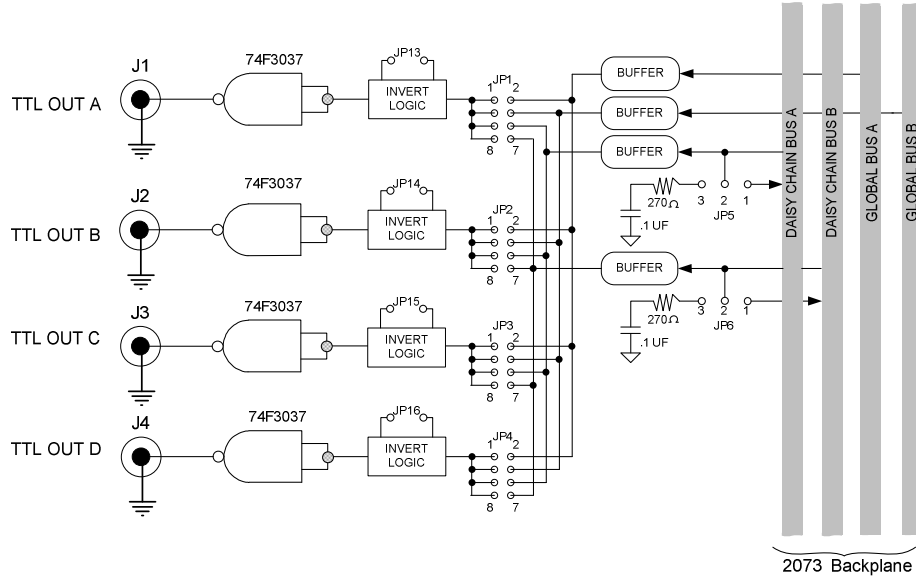 J1
TTL OUT A
74F3037
JP13
INVERT
LOGIC
JP1
1 2
8 7
BUFFER
BUFFER
BUFFER
270Ω
.1 UF
3 2 1
JP5
J2
TTL OUT B
74F3037
JP14
INVERT
LOGIC
JP2
1 2
8 7
BUFFER
270Ω
.1 UF
3 2 1
JP6
J3
TTL OUT C
74F3037
JP15
INVERT
LOGIC
JP3
1 2
8 7
J4
TTL OUT D
74F3037
JP16
INVERT
LOGIC
JP4
1 2
8 7
DAISY CHAIN BUS A
DAISY CHAIN BUS B
GLOBAL BUS A
GLOBAL BUS B
2073 Backplane